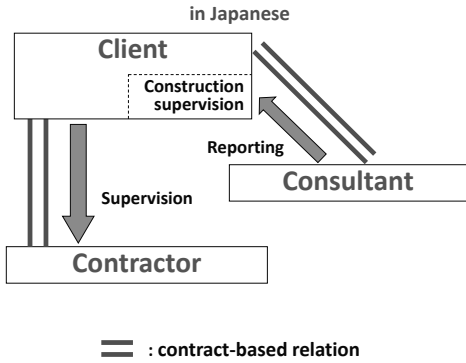 in Japanese
Client
Construction
supervision
Reporting
Consultant
Supervision
Contractor
: contract-based relation